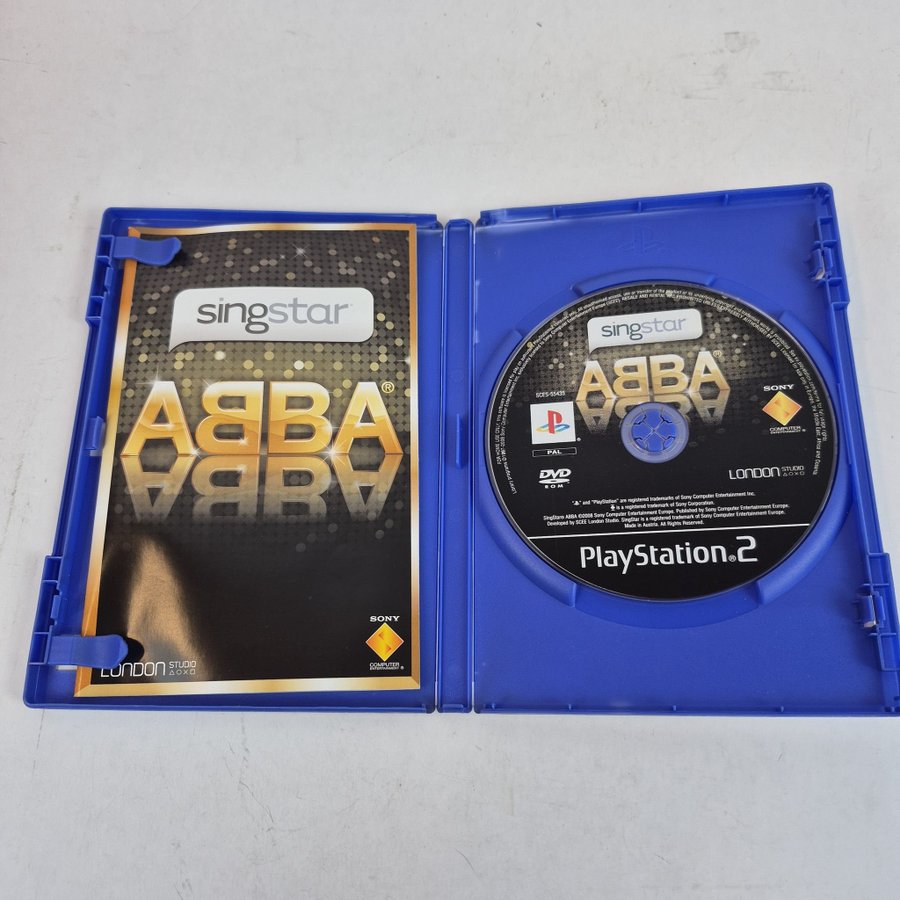 singstar
ABBA®
LONDON STUDIO
SONY
COMPUTER
ENTERTAINMENT®
singstar
ABBA®
SCES-55435
PAL
DVD
ROM
SONY
COMPUTER
ENTERTAINMENT®
LONDON STUDIO
and "PlayStation" are registered trademarks of Sony Computer Entertainment Inc.
is a registered trademark of Sony Corporation.
SingStar® ABBA ©2008 Sony Computer Entertainment Europe. Published by Sony Computer Entertainment Europe.
Developed by SCEE London Studio. SingStar is a registered trademark of Sony Computer Entertainment Europe.
Made in Austria. All Rights Reserved.
PlayStation®2